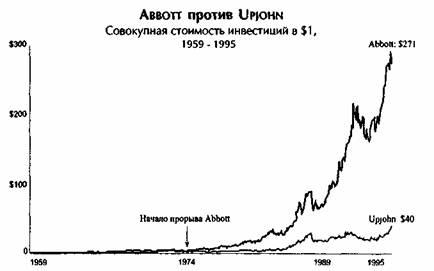 ABBOTT против UPJOHN
Совокупная стоимость инвестиций в $1,
1959 - 1995
$300
Abbott: $271
$200
$100
Начало прорыва Abbott
Upjohn $40
$0
1959
1974
1989
1995